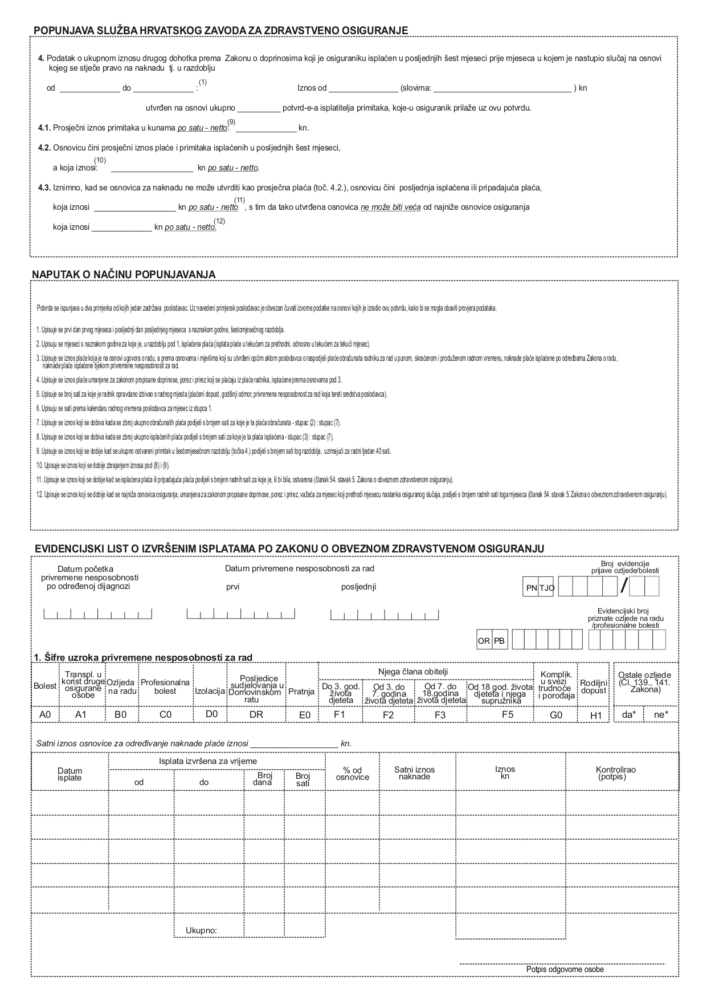 POPUNJAVA SLUŽBA HRVATSKOG ZAVODA ZA ZDRAVSTVENO OSIGURANJE
4. Podatak o ukupnom iznosu drugog dohotka prema Zakonu o doprinosima koji je osiguraniku isplaćen u posljednjih šest mjeseci prije mjeseca u kojem je nastupio slučaj na osnovi
kojeg se stječe pravo na naknadu tj. u razdoblju
od ______________ do ______________ : (1) Iznos od ________________ (slovima: ________________________________ ) kn
utvrđen na osnovi ukupno __________ potvrd-e-a isplatitelja primitaka, koje-u osiguranik prilaže uz ovu potvrdu.
4.1. Prosječni iznos primitaka u kunama po satu - netto: (9) ______________ kn.
4.2. Osnovicu čini prosječni iznos plaće i primitaka isplaćenih u posljednjih šest mjeseci,
a koja iznosi: (10) ___________________ kn po satu - netto.
4.3. Iznimno, kad se osnovica za naknadu ne može utvrditi kao prosječna plaća (toč. 4.2.), osnovicu čini posljednja isplaćena ili pripadajuća plaća,
koja iznosi ___________________ kn po satu - netto (11) , s tim da tako utvrđena osnovica ne može biti veća od najniže osnovice osiguranja
koja iznosi ______________ kn po satu - netto. (12)
NAPUTAK O NAČINU POPUNJAVANJA
Potvrda se ispunjava u dva primjerka od kojih jedan zadržava poslodavac. Uz navedeni primjerak poslodavac je obvezan čuvati izvorne podatke na osnovi kojih je izradio ovu potvrdu, kako bi se mogla obaviti provjera podataka.
1. Upisuje se prvi dan prvog mjeseca i posljednji dan posljednjeg mjeseca s naznakom godine, šestomjesečnog razdoblja.
2. Upisuju se mjeseci s naznakom godine za koje je, u razdoblju pod 1, isplaćena plaća (isplata plaće u tekućem za prethodni, odnosno u tekućem za tekući mjesec).
3. Upisuje se iznos plaće koja je na osnovi ugovora o radu, a prema osnovama i mjerilima koji su utvrđeni općim aktom poslodavca o raspodjeli plaće obračunata radniku za rad u punom, skraćenom i produženom radnom vremenu, naknade plaće isplaćene po odredbama Zakona o radu,
naknade plaće isplaćene tijekom privremene nesposobnosti za rad.
4. Upisuje se iznos plaće umanjene za zakonom propisane doprinose, porez i prirez koji se plaćaju iz plaće radnika, isplaćene prema osnovama pod 3.
5. Upisuje se broj sati za koje je radnik opravdano izbivao s radnog mjesta (plaćeni dopust, godišnji odmor, privremena nesposobnost za rad koja tereti sredstva poslodavca).
6. Upisuju se sati prema kalendaru radnog vremena poslodavca za mjesec iz stupca 1.
7. Upisuje se iznos koji se dobiva kada se zbroj ukupno obračunatih plaća podijeli s brojem sati za koje je ta plaća obračunata - stupac (2) : stupac (7).
8. Upisuje se iznos koji se dobiva kada se zbroj ukupno isplaćenih plaća podijeli s brojem sati za koje je ta plaća isplaćena - stupac (3) : stupac (7).
9. Upisuje se iznos koji se dobije kad se ukupno ostvareni primitak u šestomjesečnom razdoblju (točka 4.) podijeli s brojem sati tog razdoblja, uzimajući za radni tjedan 40 sati.
10. Upisuje se iznos koji se dobije zbrajanjem iznosa pod (8) i (9).
11. Upisuje se iznos koji se dobije kad se isplaćena plaća ili pripadajuća plaća podijeli s brojem radnih sati za koje je, ili bi bila, ostvarena (članak 54. stavak 5. Zakona o obveznom zdravstvenom osiguranju).
12. Upisuje se iznos koji se dobije kad se najniža osnovica osiguranja, umanjena za zakonom propisane doprinose, porez i prirez, važeća za mjesec koji prethodi mjesecu nastanka osiguranog slučaja, podijeli s brojem radnih sati toga mjeseca (članak 54. stavak 5. Zakona o obveznom zdravstvenom osiguranju).
EVIDENCIJSKI LIST O IZVRŠENIM ISPLATAMA PO ZAKONU O OBVEZNOM ZDRAVSTVENOM OSIGURANJU
Datum početka
privremene nesposobnosti
po određenoj dijagnozi
Datum privremene nesposobnosti za rad
prvi posljednji
Broj evidencije
prijave ozljede/bolesti
PN TJO /
Evidencijski broj
priznate ozljede na radu
/profesionalne bolesti
OR PB
1. Šifre uzroka privremene nesposobnosti za rad
Bolest
Transpl. u
korist druge
osigurane
osobe
Ozljeda
na radu
Profesionalna
bolest
Izolacija
Posljedice
sudjelovanja u
Domovinskom
ratu
Pratnja
Njega člana obitelji
Do 3. god.
života
djeteta
Od 3. do
7. godina
života djeteta
Od 7. do
18.godina
života djeteta
Od 18 god. života
djeteta i njega
supružnika
Komplik.
u svezi
trudnoće
i porođaja
Rodiljni
dopust
Ostale ozljede
(Čl. 139., 141.
Zakona)
A0 A1 B0 C0 D0 DR E0 F1 F2 F3 F5 G0 H1 da* ne*
Satni iznos osnovice za određivanje naknade plaće iznosi ____________________ kn.
Datum
isplate
Isplata izvršena za vrijeme
od do
Broj
dana
Broj
sati
% od
osnovice
Satni iznos
naknade
Iznos
kn
Kontrolirao
(potpis)
Ukupno:
Potpis odgovorne osobe